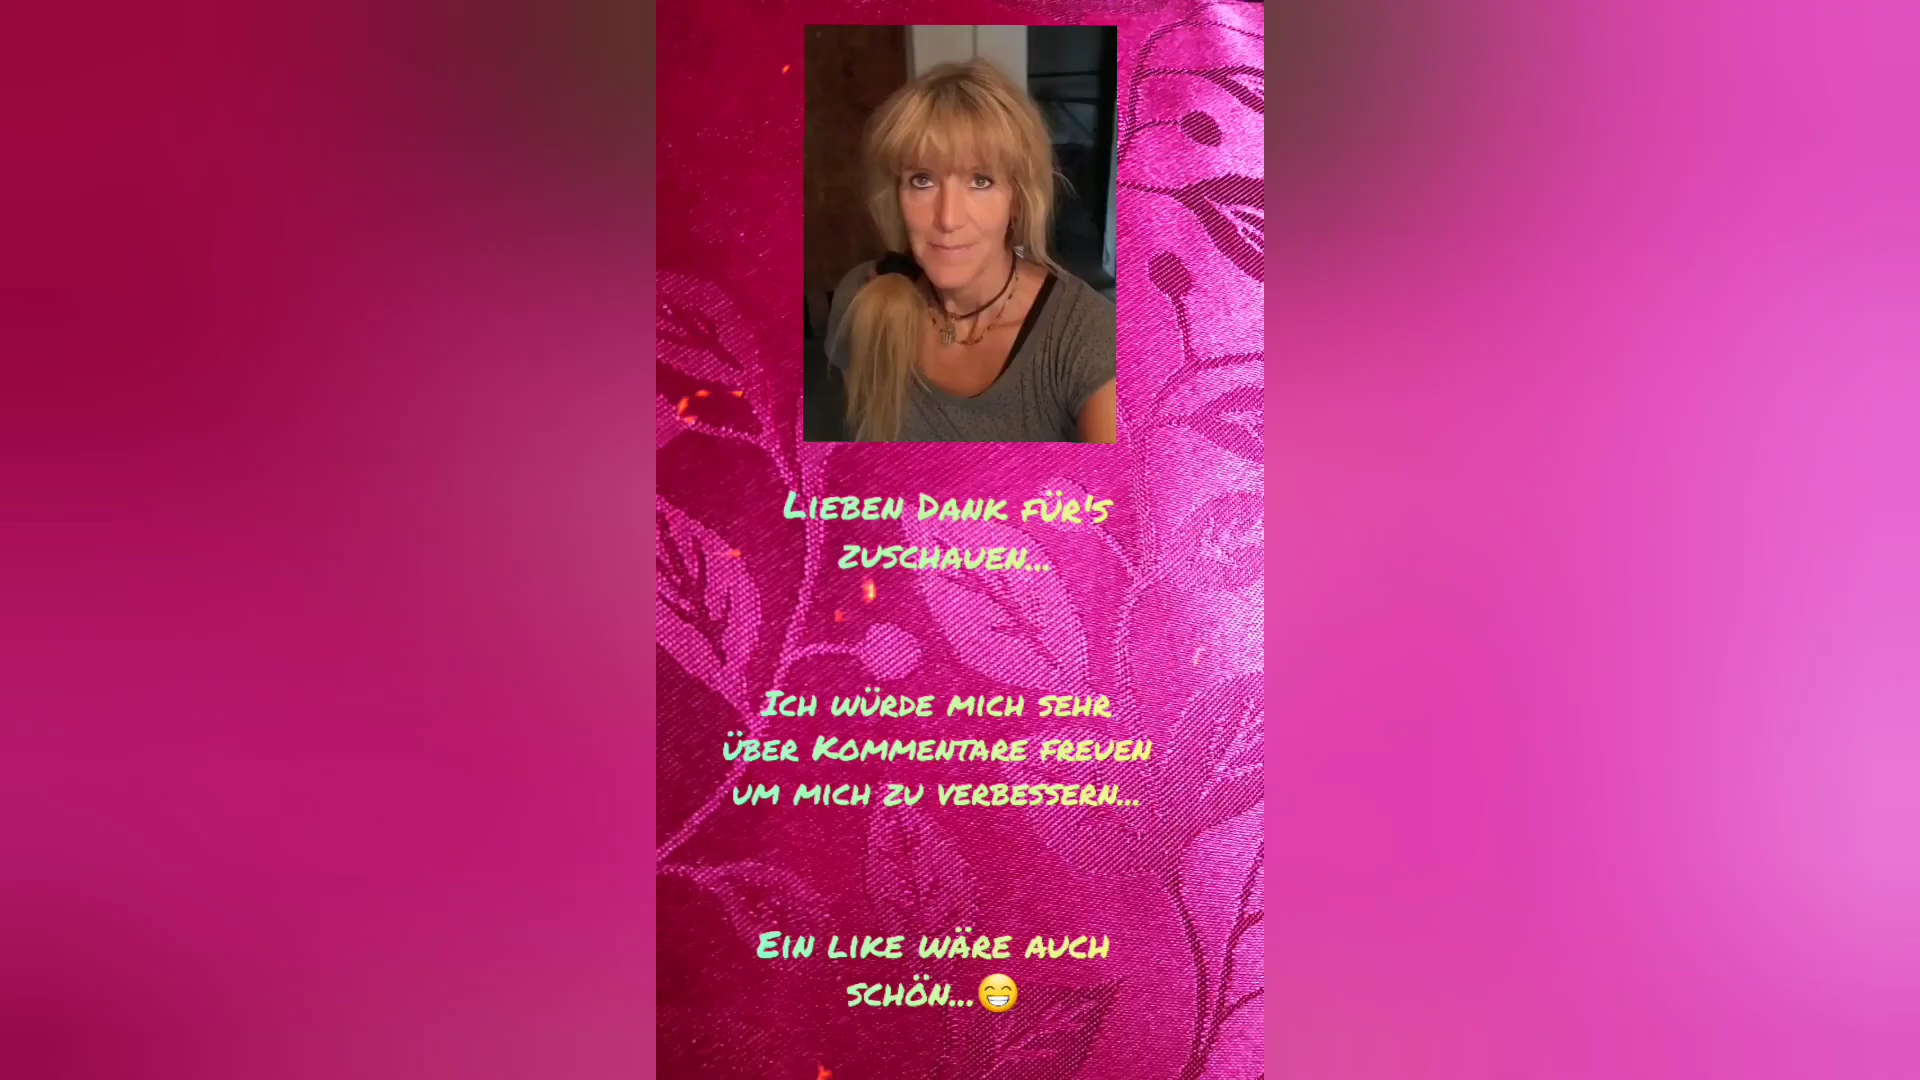 Lieben Dank für's
zuschauen...
Ich würde mich sehr
über Kommentare freuen
um mich zu verbessern...
Ein like wäre auch
schön...😁